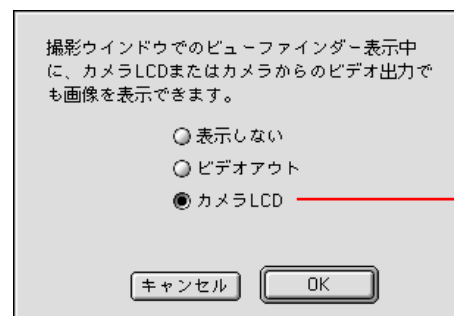 撮影ウインドウでのビューファインダー表示中
に、カメラLCDまたはカメラからのビデオ出力で
も画像を表示できます。
表示しない
ビデオアウト
カメラLCD
キャンセル OK